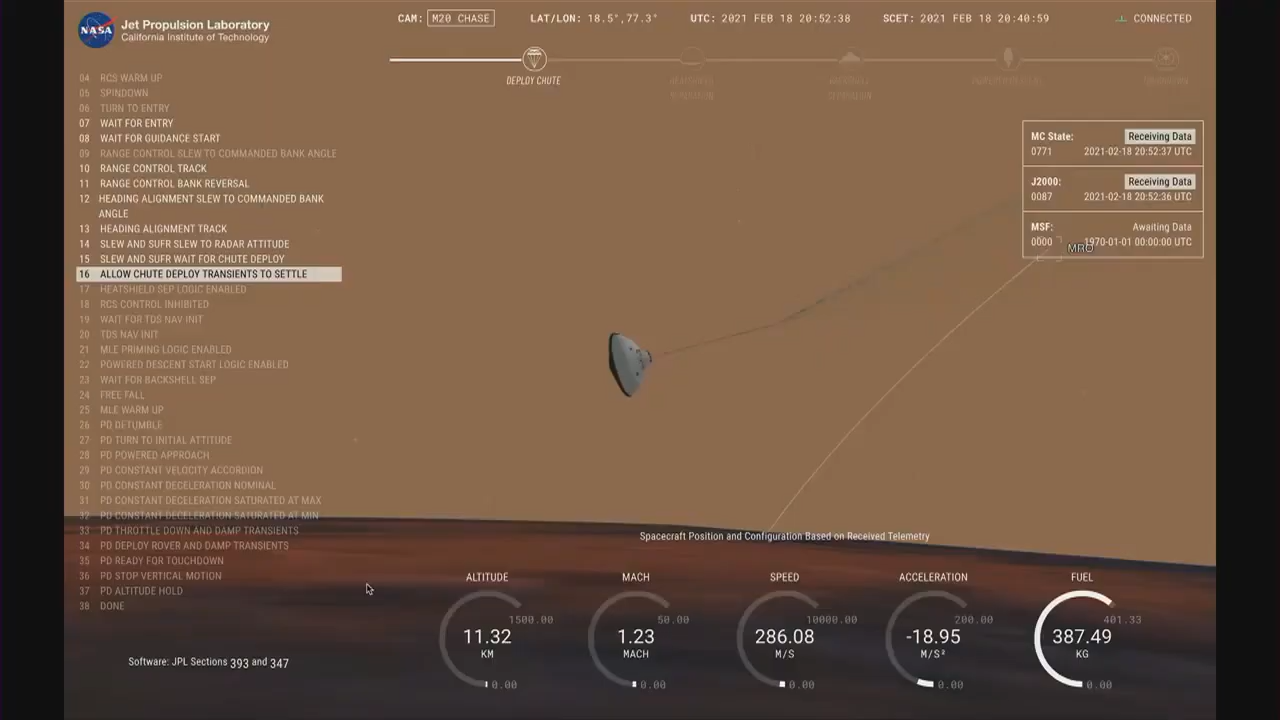 NASA
Jet Propulsion Laboratory
California Institute of Technology
CAM: M20 CHASE LAT/LON: 18.5°,77.3° UTC: 2021 FEB 18 20:52:38 SCET: 2021 FEB 18 20:40:59 CONNECTED
DEPLOY CHUTE
04 RCS WARM UP
05 SPINDOWN
06 TURN TO ENTRY
07 WAIT FOR ENTRY
08 WAIT FOR GUIDANCE START
09 RANGE CONTROL SLEW TO COMMANDED BANK ANGLE
10 RANGE CONTROL TRACK
11 RANGE CONTROL BANK REVERSAL
12 HEADING ALIGNMENT SLEW TO COMMANDED BANK
ANGLE
13 HEADING ALIGNMENT TRACK
14 SLEW AND SUFR SLEW TO RADAR ATTITUDE
15 SLEW AND SUFR WAIT FOR CHUTE DEPLOY
16 ALLOW CHUTE DEPLOY TRANSIENTS TO SETTLE
17 HEATSHIELD SEP LOGIC ENABLED
18 RCS CONTROL INHIBITED
19 WAIT FOR TDS NAV INIT
20 TDS NAV INIT
21 MLE PRIMING LOGIC ENABLED
22 POWERED DESCENT START LOGIC ENABLED
23 WAIT FOR BACKSHELL SEP
24 FREE FALL
25 MLE WARM UP
26 PD DETUMBLE
27 PD TURN TO INITIAL ATTITUDE
28 PD POWERED APPROACH
29 PD CONSTANT VELOCITY ACCORDION
30 PD CONSTANT DECELERATION NOMINAL
31 PD CONSTANT DECELERATION SATURATED AT MAX
32 PD CONSTANT DECELERATION SATURATED AT MIN
33 PD THROTTLE DOWN AND DAMP TRANSIENTS
34 PD DEPLOY ROVER AND DAMP TRANSIENTS
35 PD READY FOR TOUCHDOWN
36 PD STOP VERTICAL MOTION
37 PD ALTITUDE HOLD
38 DONE
Software: JPL Sections 393 and 347
MC State: Receiving Data
0771 2021-02-18 20:52:37 UTC
J2000: Receiving Data
0087 2021-02-18 20:52:36 UTC
MSF: Awaiting Data
0000 1970-01-01 00:00:00 UTC
MRO
Spacecraft Position and Configuration Based on Received Telemetry
ALTITUDE MACH SPEED ACCELERATION FUEL
1500.00 50.00 10000.00 200.00 401.33
11.32 1.23 286.08 -18.95 387.49
KM MACH M/S M/S² KG
0.00 0.00 0.00 0.00 0.00